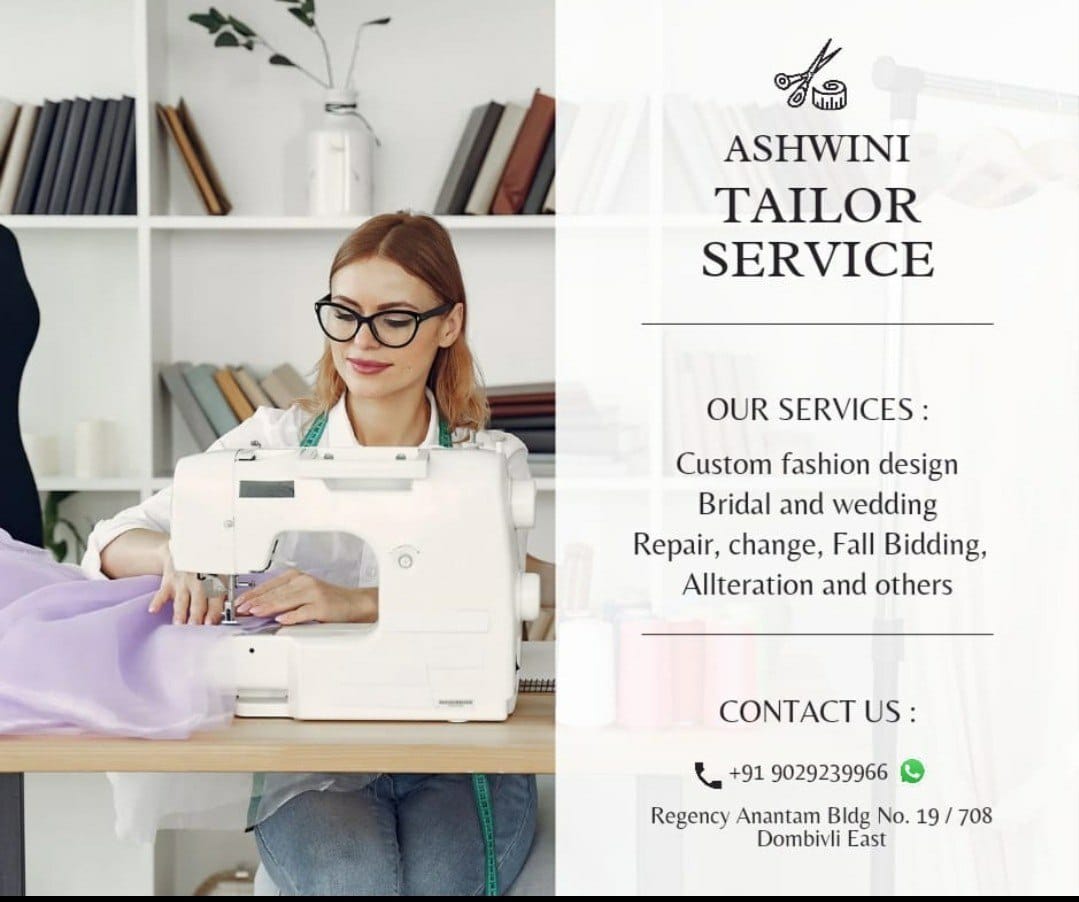 ASHWINI
TAILOR
SERVICE
OUR SERVICES :
Custom fashion design
Bridal and wedding
Repair, change, Fall Bidding,
Allteration and others
CONTACT US :
+91 9029239966
Regency Anantam Bldg No. 19 / 708
Dombivli East